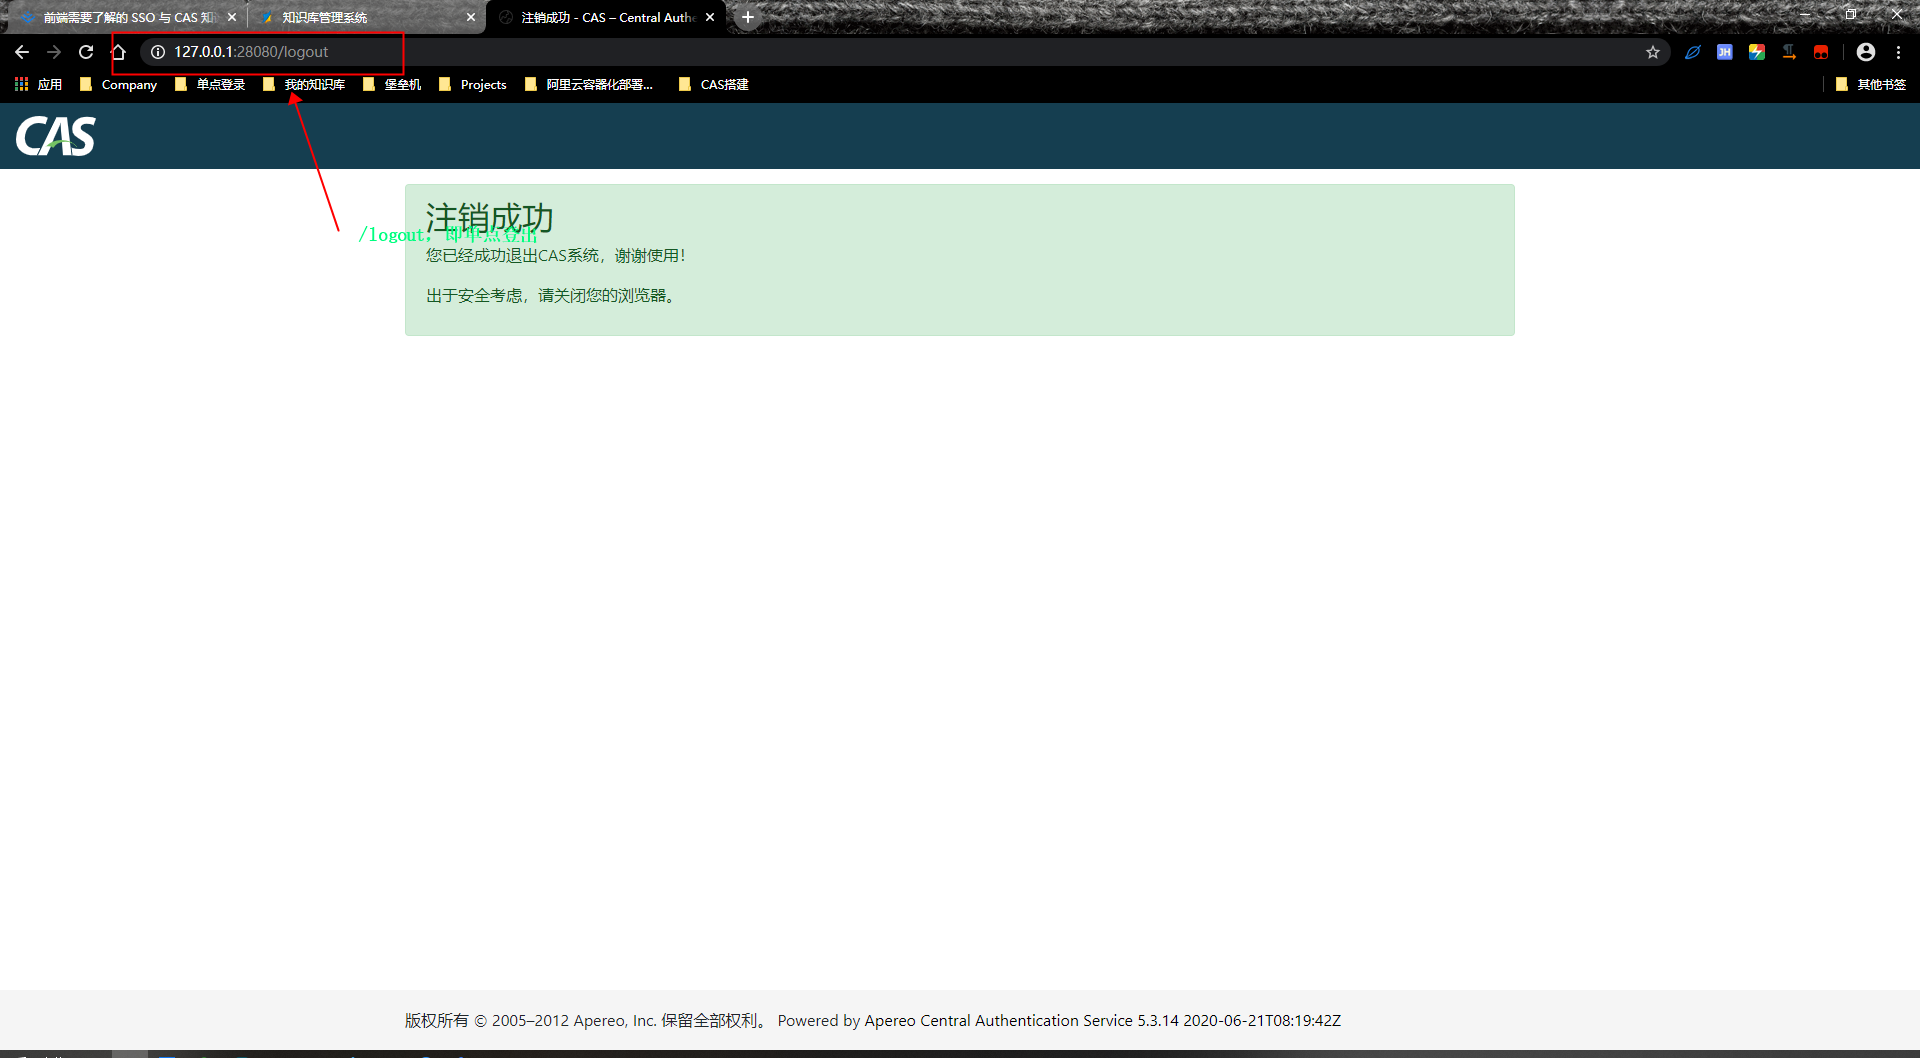 前端需要了解的 SSO 与 CAS 知
知识库管理系统
注销成功 - CAS – Central Authe
127.0.0.1:28080/logout
应用 Company 单点登录 我的知识库 堡垒机 Projects 阿里云容器化部署... CAS搭建 其他书签
CAS
注销成功
/logout，即单点登出
您已经成功退出CAS系统，谢谢使用！
出于安全考虑，请关闭您的浏览器。
版权所有 © 2005–2012 Apereo, Inc. 保留全部权利。 Powered by Apereo Central Authentication Service 5.3.14 2020-06-21T08:19:42Z